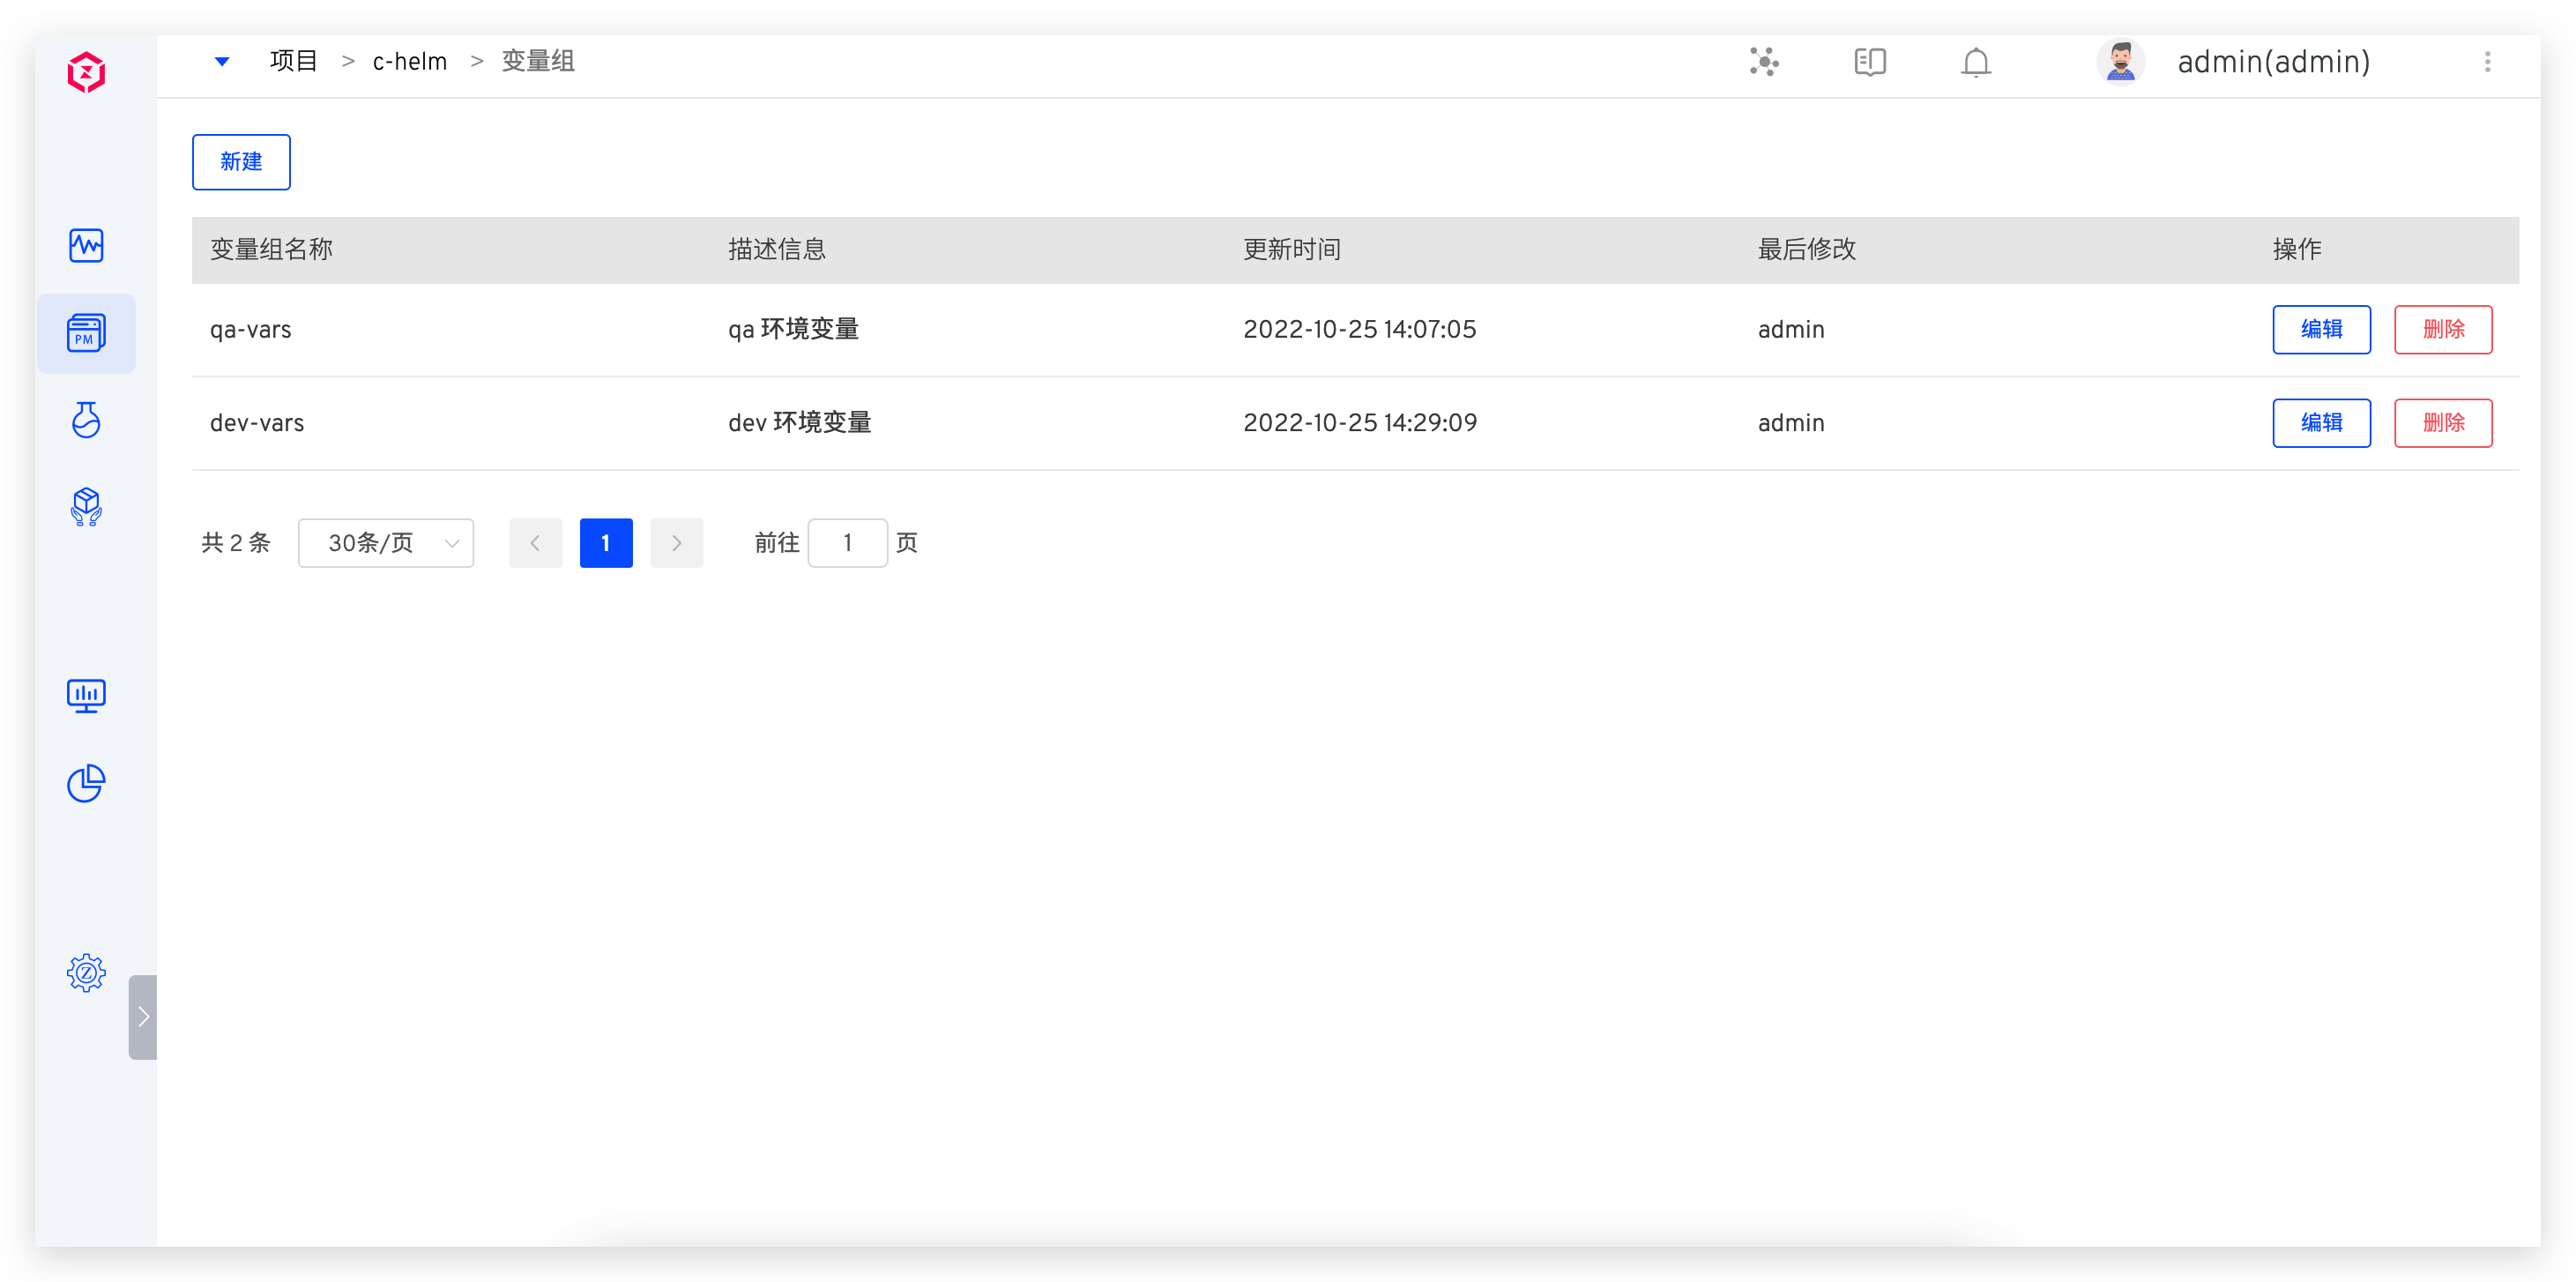 项目 > c-helm > 变量组
admin(admin)
新建
变量组名称 描述信息 更新时间 最后修改 操作
PM
qa-vars qa 环境变量 2022-10-25 14:07:05 admin 编辑 删除
dev-vars dev 环境变量 2022-10-25 14:29:09 admin 编辑 删除
共 2 条 30条/页 1 前往 1 页
Z